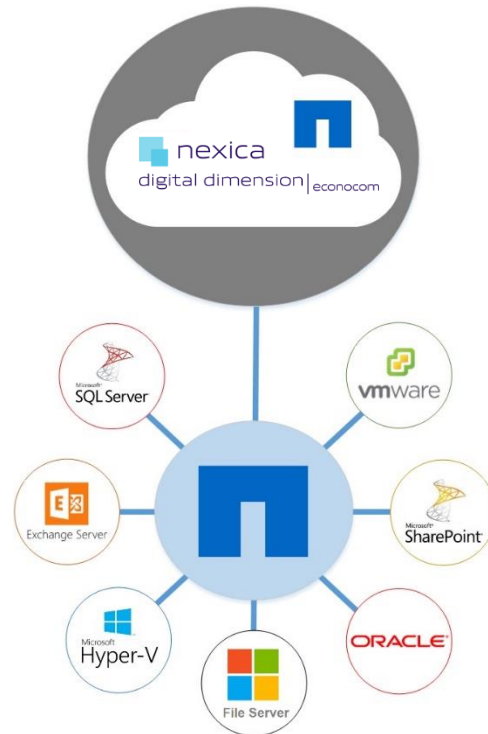 nexica
digital dimension | econocom
Microsoft®
SQL Server®
vmware
Exchange Server
Microsoft®
SharePoint®
Microsoft
Hyper-V
ORACLE®
File Server